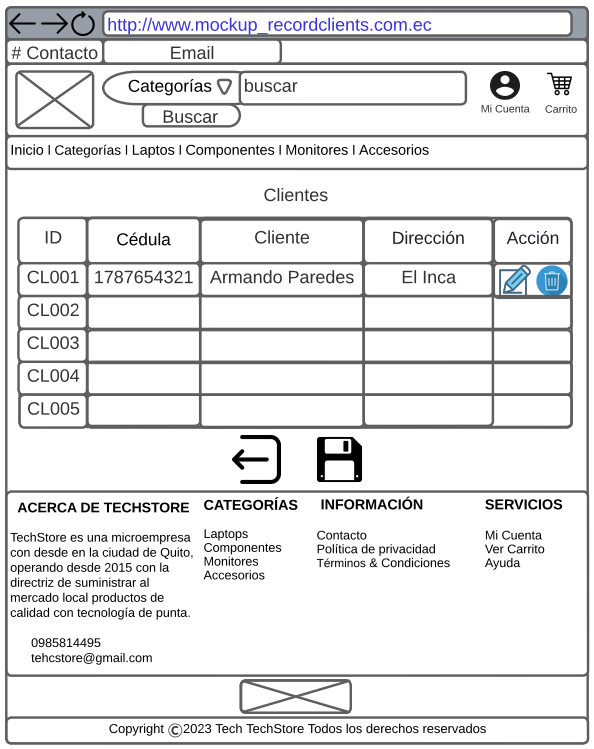 http://www.mockup_recordclients.com.ec
# Contacto Email
Categorías buscar
Mi Cuenta Carrito
Buscar
Inicio I Categorías I Laptos I Componentes I Monitores I Accesorios
Clientes
ID Cédula Cliente Dirección Acción
CL001 1787654321 Armando Paredes El Inca
CL002
CL003
CL004
CL005
ACERCA DE TECHSTORE
TechStore es una microempresa
con desde en la ciudad de Quito,
operando desde 2015 con la
directriz de suministrar al
mercado local productos de
calidad con tecnología de punta.
0985814495
tehcstore@gmail.com
CATEGORÍAS
Laptops
Componentes
Monitores
Accesorios
INFORMACIÓN
Contacto
Política de privacidad
Términos & Condiciones
SERVICIOS
Mi Cuenta
Ver Carrito
Ayuda
Copyright ©2023 Tech TechStore Todos los derechos reservados